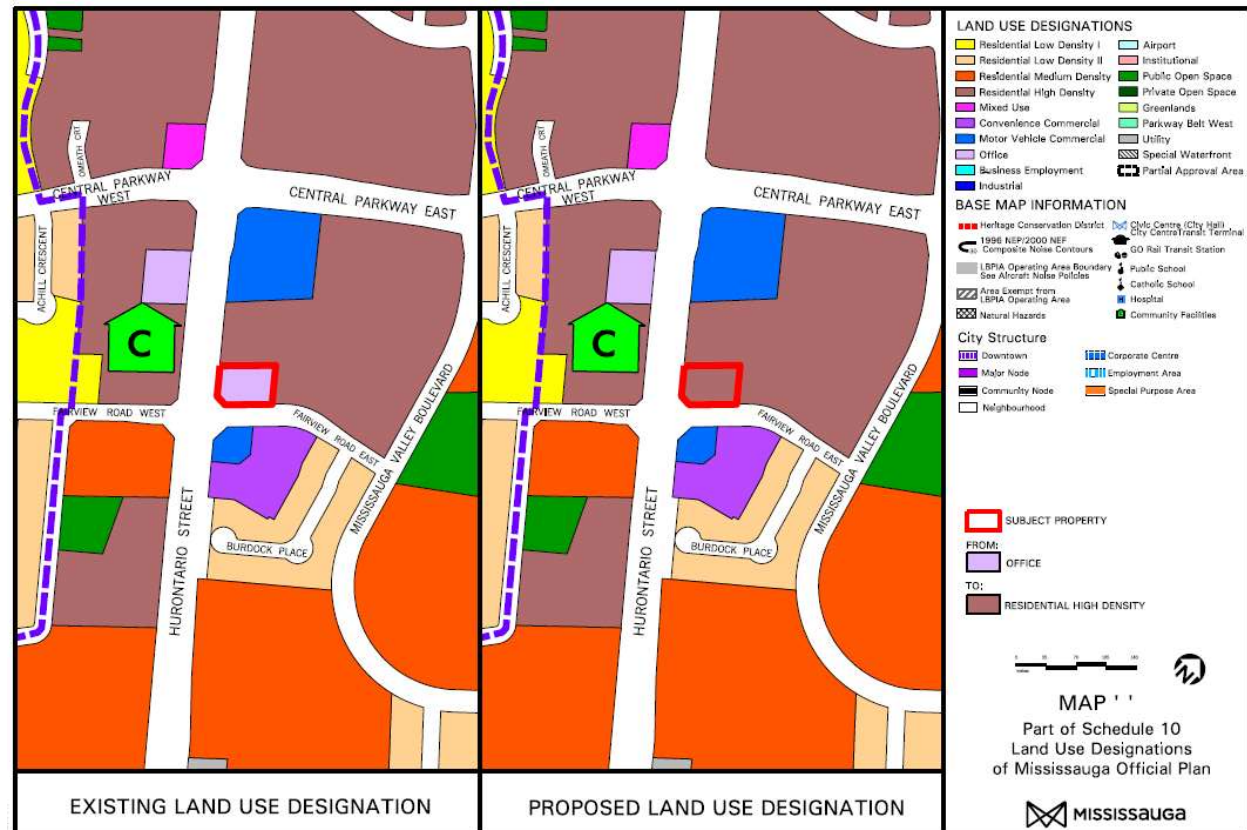 OMEATH CRT
CENTRAL PARKWAY
WEST
CENTRAL PARKWAY EAST
ACHILL CRESCENT
C
FAIRVIEW ROAD WEST
FAIRVIEW
ROAD EAST
MISSISSAUGA VALLEY BOULEVARD
HURONTARIO STREET
BURDOCK PLACE
EXISTING LAND USE DESIGNATION
OMEATH CRT
CENTRAL PARKWAY
WEST
CENTRAL PARKWAY EAST
ACHILL CRESCENT
C
FAIRVIEW ROAD WEST
FAIRVIEW
ROAD EAST
MISSISSAUGA VALLEY BOULEVARD
HURONTARIO STREET
BURDOCK PLACE
PROPOSED LAND USE DESIGNATION
LAND USE DESIGNATIONS
Residential Low Density I
Residential Low Density II
Residential Medium Density
Residential High Density
Mixed Use
Convenience Commercial
Motor Vehicle Commercial
Office
Business Employment
Industrial
Airport
Institutional
Public Open Space
Private Open Space
Greenlands
Parkway Belt West
Utility
Special Waterfront
Partial Approval Area
BASE MAP INFORMATION
Heritage Conservation District
1996 NEP/2000 NEF
Composite Noise Contours
LBPIA Operating Area Boundary
See Aircraft Noise Policies
Area Exempt from
LBPIA Operating Area
Natural Hazards
Civic Centre (City Hall)
City Centre Transit Terminal
GO Rail Transit Station
Public School
Catholic School
H Hospital
Community Facilities
City Structure
Downtown
Major Node
Community Node
Neighbourhood
Corporate Centre
Employment Area
Special Purpose Area
SUBJECT PROPERTY
FROM:
OFFICE
TO:
RESIDENTIAL HIGH DENSITY
MAP ' '
Part of Schedule 10
Land Use Designations
of Mississauga Official Plan
MISSISSAUGA